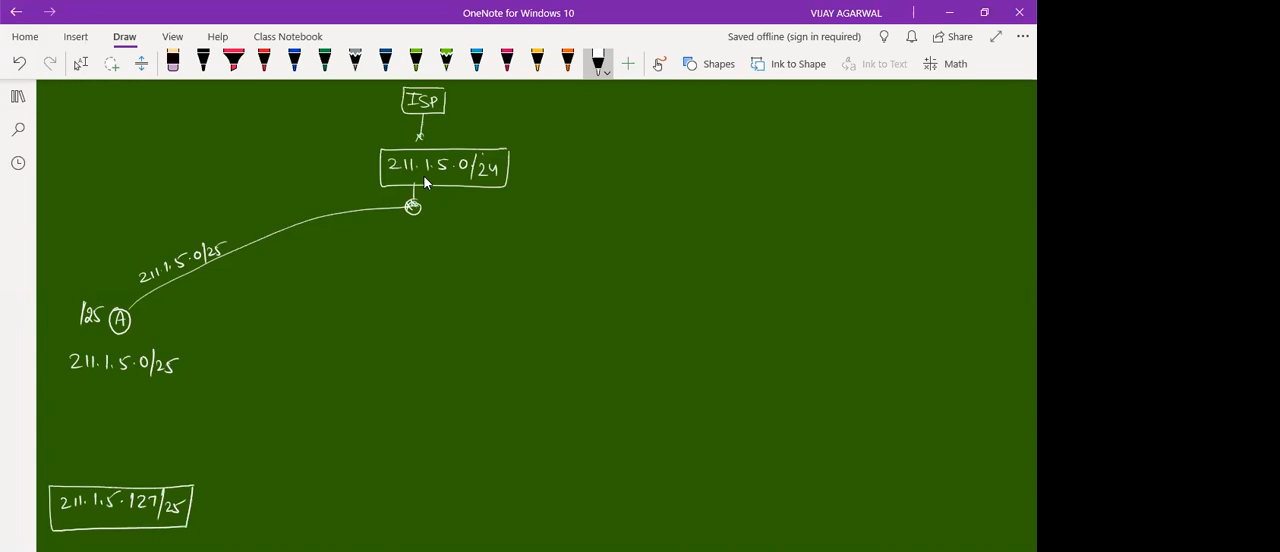 OneNote for Windows 10
VIJAY AGARWAL
Home Insert Draw View Help Class Notebook
Saved offline (sign in required)
Share
Shapes
Ink to Shape
Ink to Text
Math
ISP
211.1.5.0/24
211.1.5.0/25
/25 A
211.1.5.0/25
211.1.5.127/25